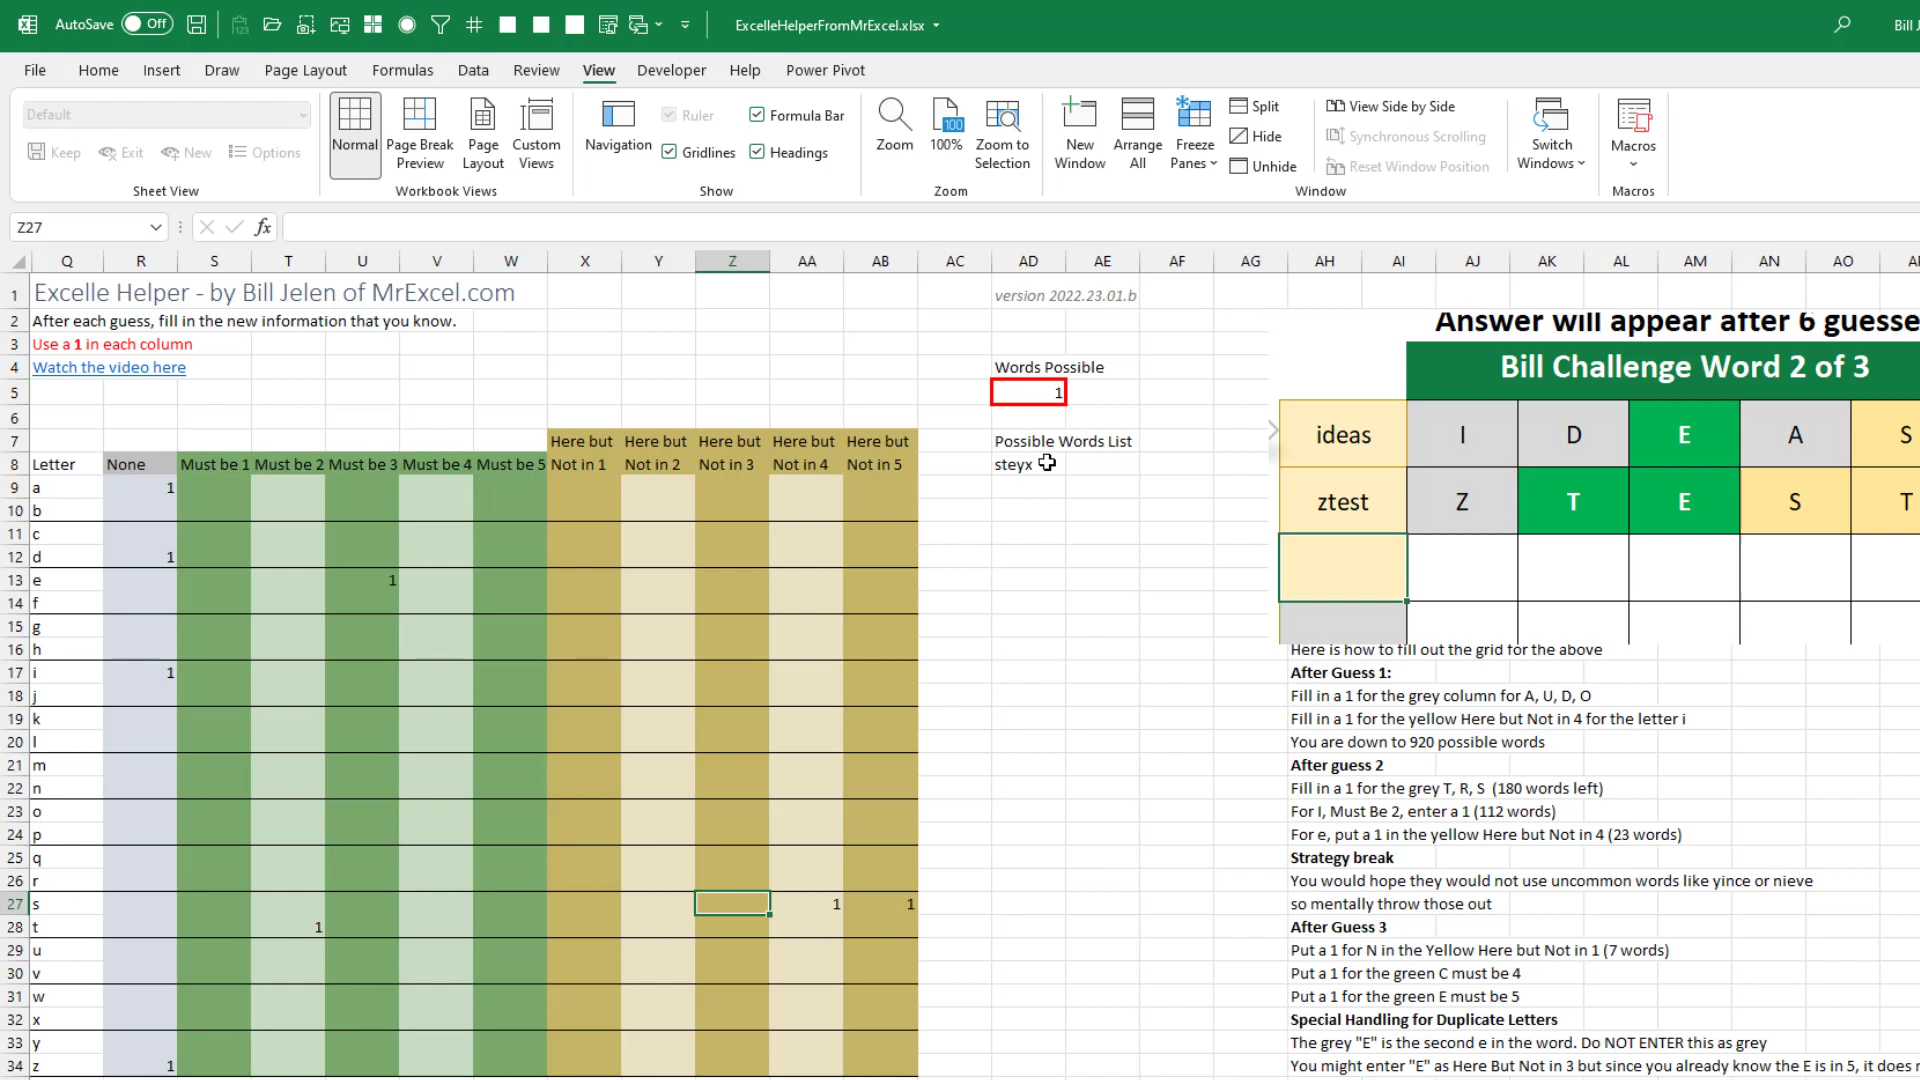 AutoSave Off
ExcelleHelperFromMrExcel.xlsx
Bill J
File Home Insert Draw Page Layout Formulas Data Review View Developer Help Power Pivot
Default
Keep Exit New Options
Sheet View
Normal
Page Break Preview
Page Layout
Custom Views
Workbook Views
Navigation
Ruler
Formula Bar
Gridlines
Headings
Show
Zoom
100
100%
Zoom to Selection
Zoom
New Window
Arrange All
Freeze Panes
Split
Hide
Unhide
View Side by Side
Synchronous Scrolling
Reset Window Position
Switch Windows
Window
Macros
Macros
Z27
fx
Q R S T U V W X Y Z AA AB AC AD AE AF AG AH AI AJ AK AL AM AN AO
1 Excelle Helper - by Bill Jelen of MrExcel.com version 2022.23.01.b
2 After each guess, fill in the new information that you know.
3 Use a 1 in each column
4 Watch the video here Words Possible
5 1
6
7 Here but Here but Here but Here but Here but Possible Words List
8 Letter None Must be 1 Must be 2 Must be 3 Must be 4 Must be 5 Not in 1 Not in 2 Not in 3 Not in 4 Not in 5 steyx
9 a 1
10 b
11 c
12 d 1
13 e 1
14 f
15 g
16 h
17 i 1
18 j
19 k
20 l
21 m
22 n
23 o
24 p
25 q
26 r
27 s 1 1
28 t 1
29 u
30 v
31 w
32 x
33 y
34 z 1
Answer will appear after 6 guesse
Bill Challenge Word 2 of 3
ideas I D E A S
ztest Z T E S T
Here is how to fill out the grid for the above
After Guess 1:
Fill in a 1 for the grey column for A, U, D, O
Fill in a 1 for the yellow Here but Not in 4 for the letter i
You are down to 920 possible words
After guess 2
Fill in a 1 for the grey T, R, S (180 words left)
For I, Must Be 2, enter a 1 (112 words)
For e, put a 1 in the yellow Here but Not in 4 (23 words)
Strategy break
You would hope they would not use uncommon words like yince or nieve
so mentally throw those out
After Guess 3
Put a 1 for N in the Yellow Here but Not in 1 (7 words)
Put a 1 for the green C must be 4
Put a 1 for the green E must be 5
Special Handling for Duplicate Letters
The grey "E" is the second e in the word. Do NOT ENTER this as grey
You might enter "E" as Here But Not in 3 but since you already know the E is in 5, it does